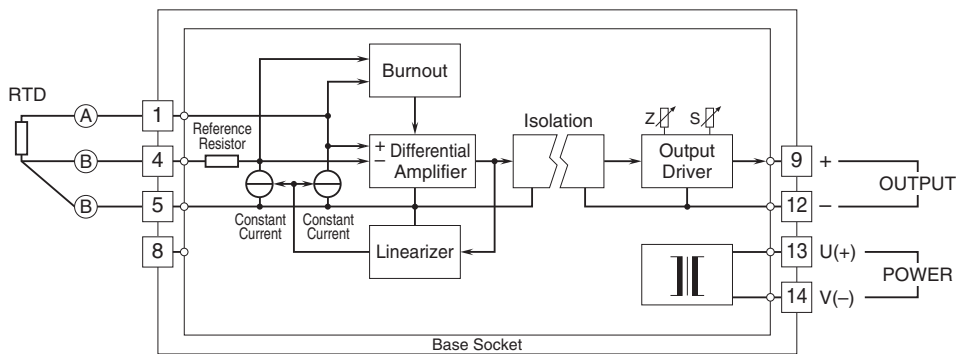 RTD
A
B
B
1
4
5
8
Reference
Resistor
Burnout
+
−
Differential
Amplifier
Constant
Current
Constant
Current
Linearizer
Isolation
Z
S
Output
Driver
9
+
12
−
OUTPUT
13
U(+)
14
V(−)
POWER
Base Socket